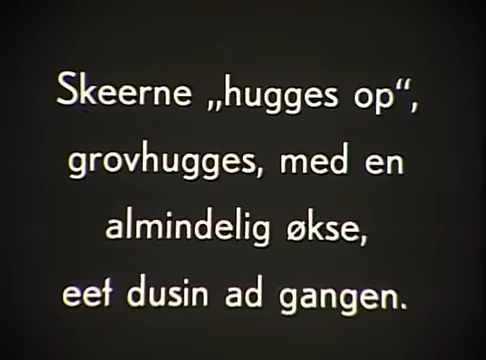 Skeerne „hugges op“,
grovhugges, med en
almindelig økse,
eet dusin ad gangen.